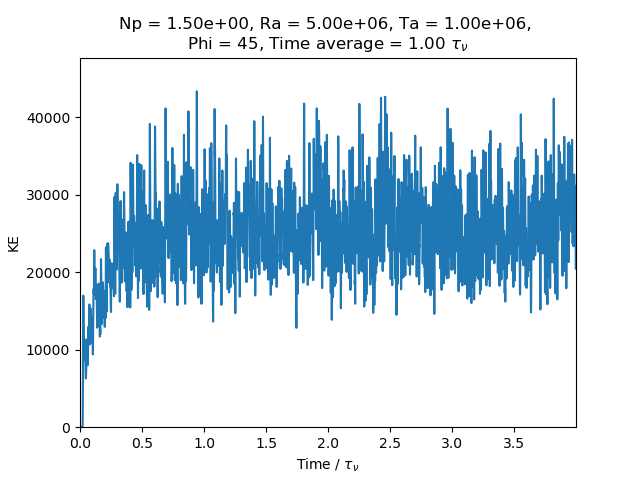 Np = 1.50e+00, Ra = 5.00e+06, Ta = 1.00e+06,
Phi = 45, Time average = 1.00 τν
40000
30000
KE
20000
10000
0
0.0 0.5 1.0 1.5 2.0 2.5 3.0 3.5
Time / τν